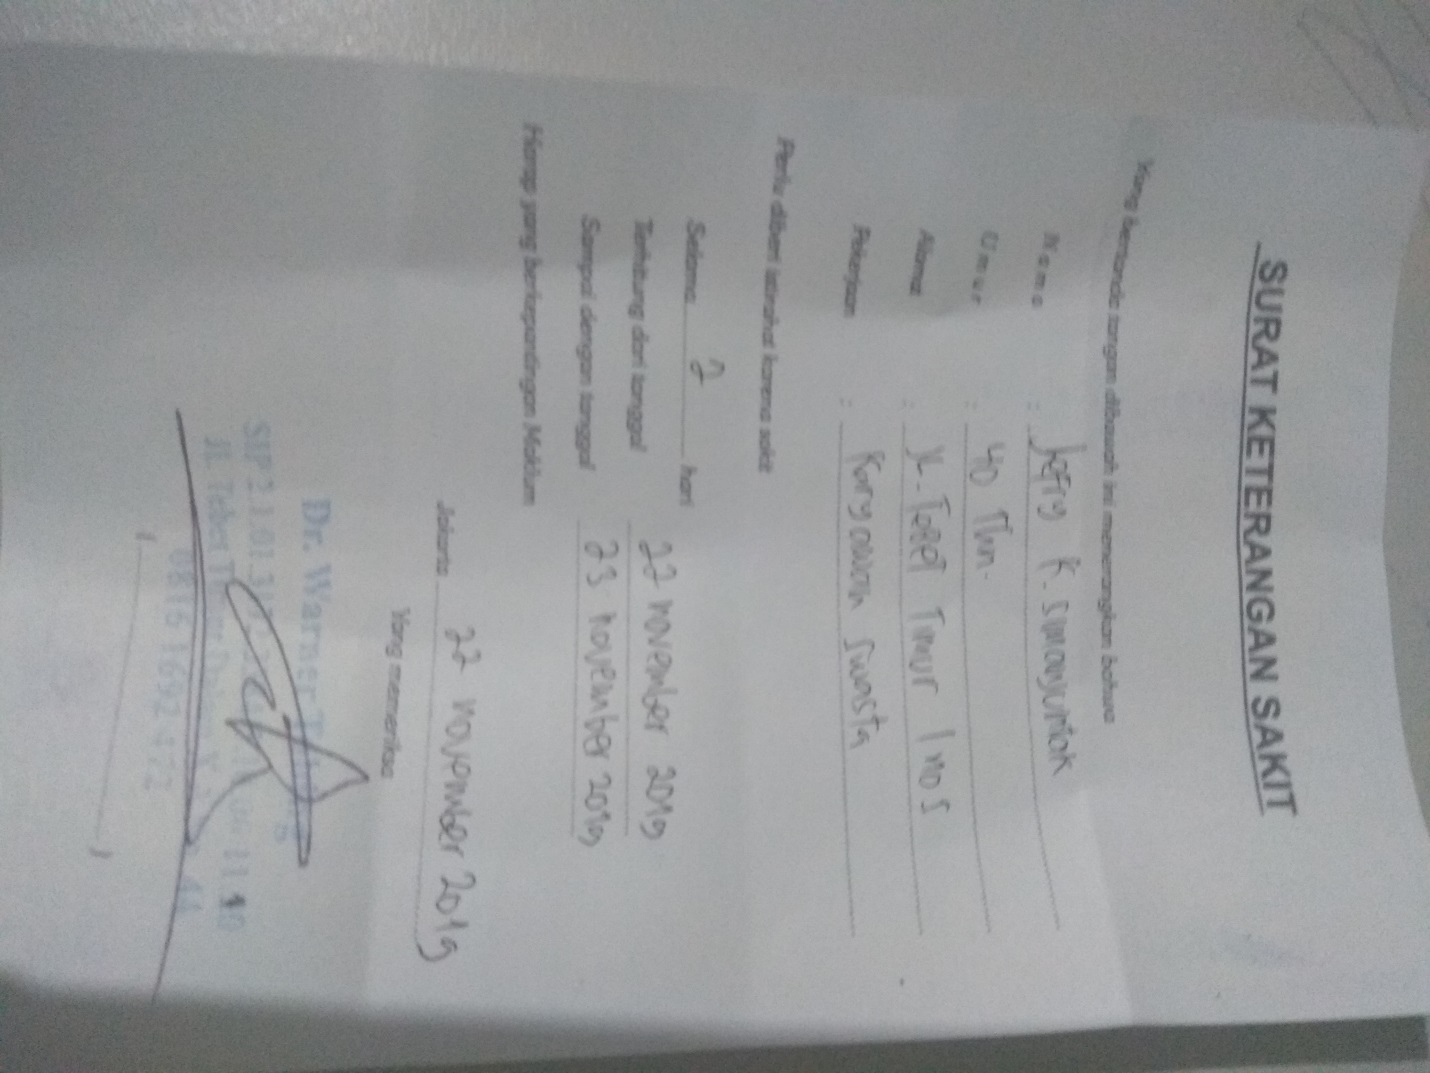 SURAT KETERANGAN SAKIT
Yang bertanda tangan dibawah ini menerangkan bahwa
Nama : Jefry K. Simanjuntak
Umur : 40 Thn.
Alamat : JL. Tebet Timur I no 5
Pekerjaan : Karyawan Swasta
Perlu diberi istirahat karena sakit
Selama 2 hari
Terhitung dari tanggal 22 november 2019
Sampai dengan tanggal 23 november 2019
Harap yang berkepentingan Maklum
Jakarta 22 november 2019
Yang memeriksa
Dr. Warner
Jl. Tebet